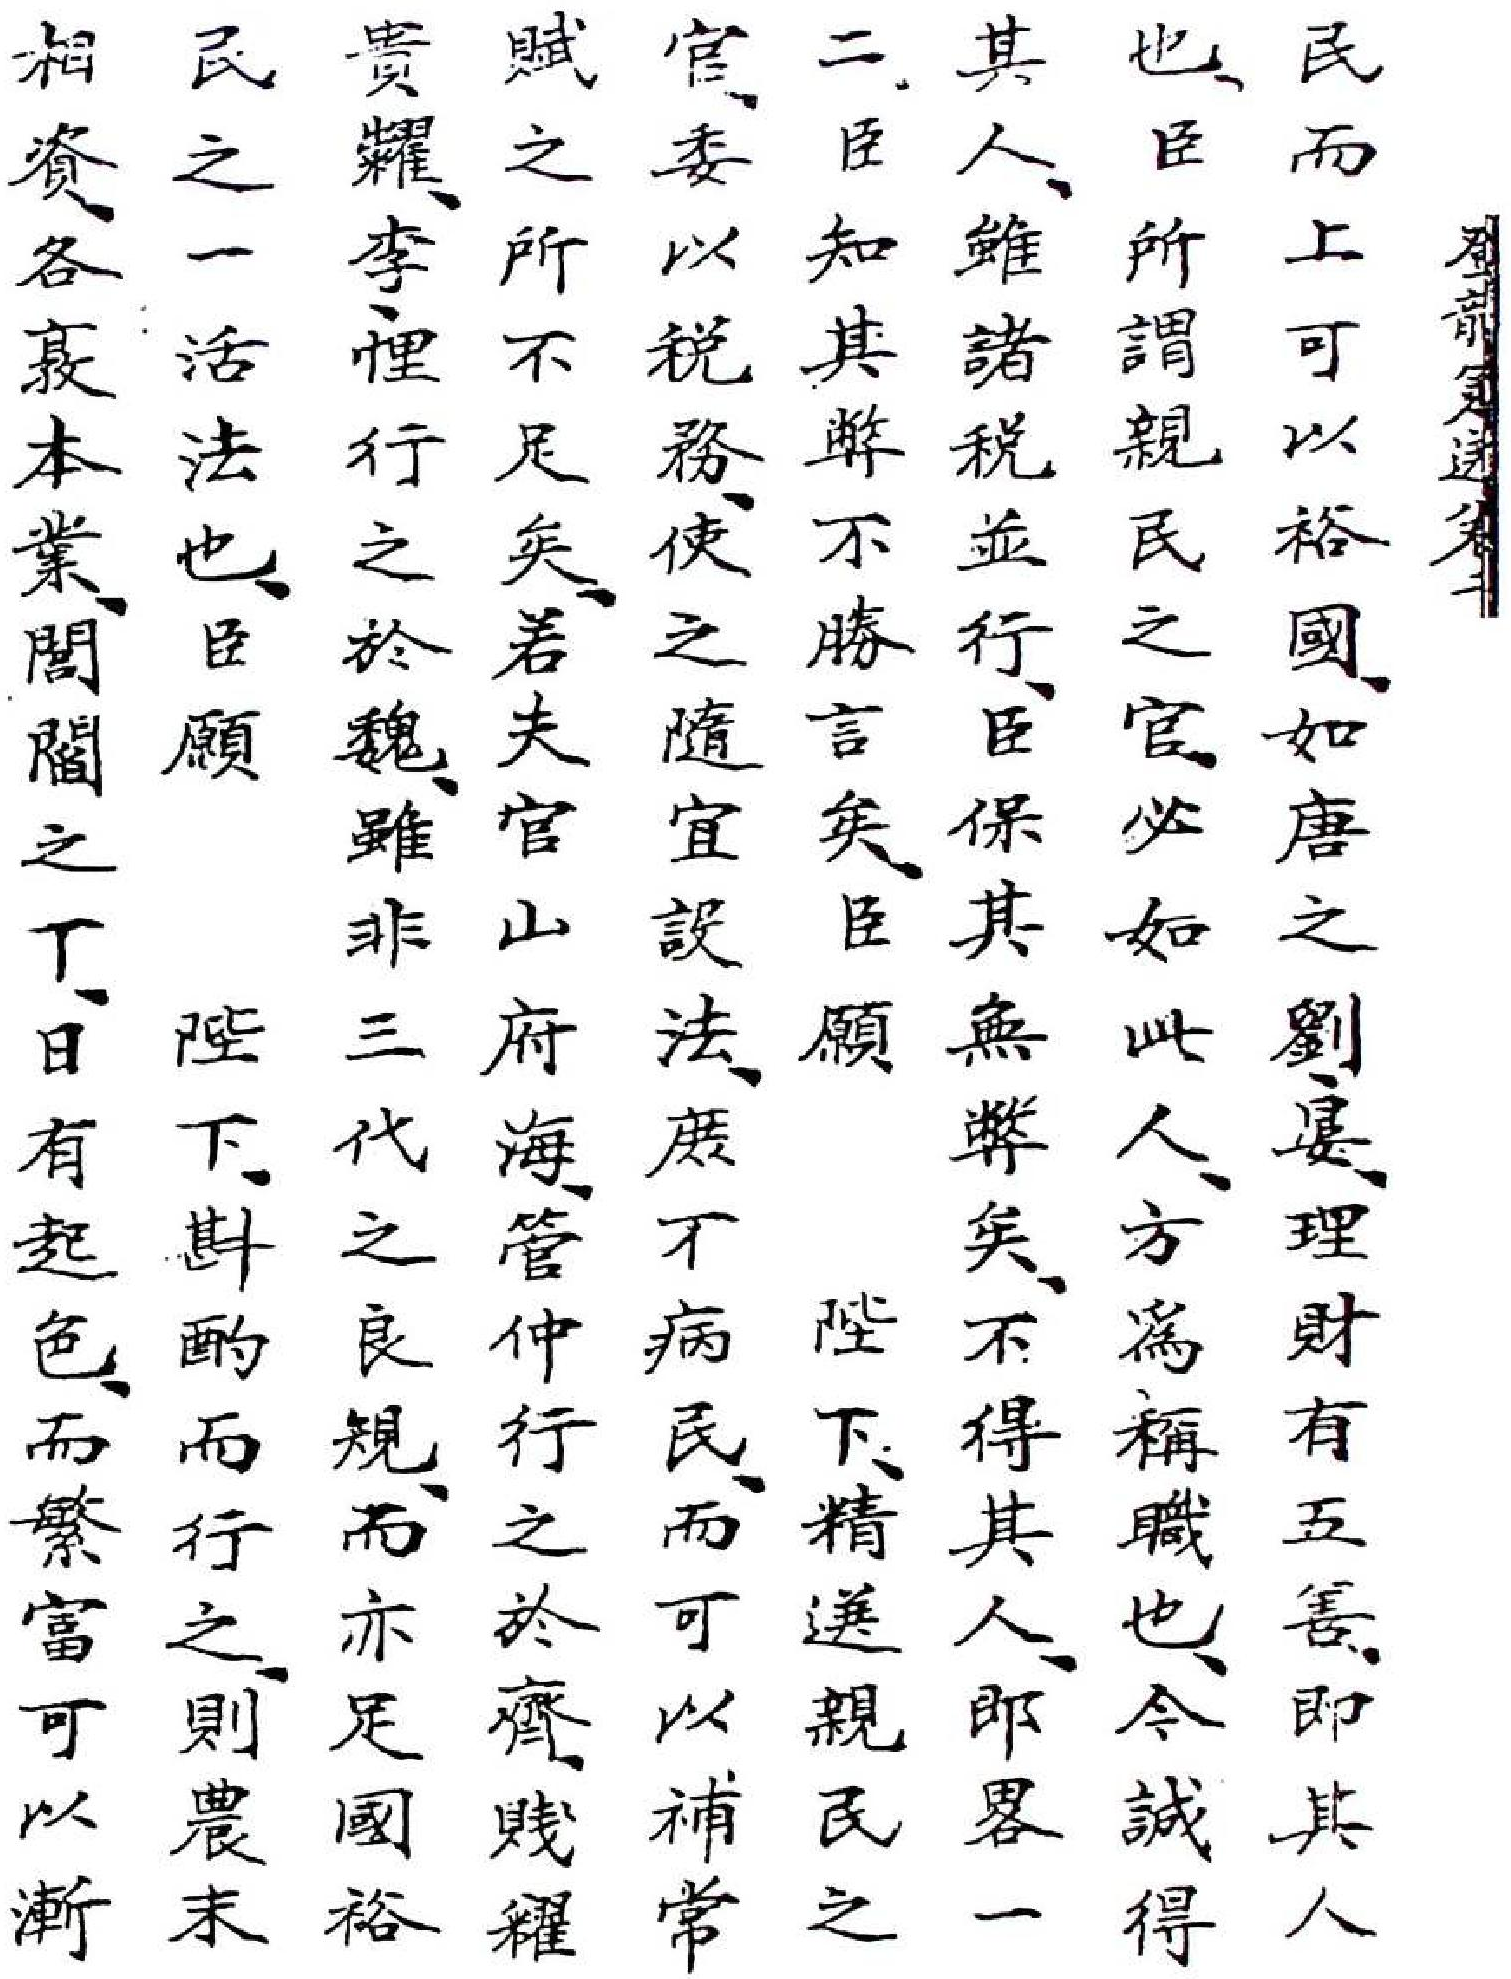 登龍策選卷二
民而上可以裕國、如唐之劉晏、理財有五善、即其人
也、臣所謂親民之官、必如此人、方爲稱職也、今誠得
其人、雖諸稅並行、臣保其無弊矣、不得其人、即畧一
二、臣知其弊不勝言矣、臣願　陛下、精選親民之
官、委以稅務、使之隨宜設法、庶不病民、而可以補常
賦之所不足矣、若夫官山府海、管仲行之於齊、賤糴
貴糶、李悝行之於魏、雖非三代之良規、而亦足國裕
民之一活法也、臣願　陛下、斟酌而行之、則農末
相資、各敦本業、閭閻之下、日有起色、而繁富可以漸